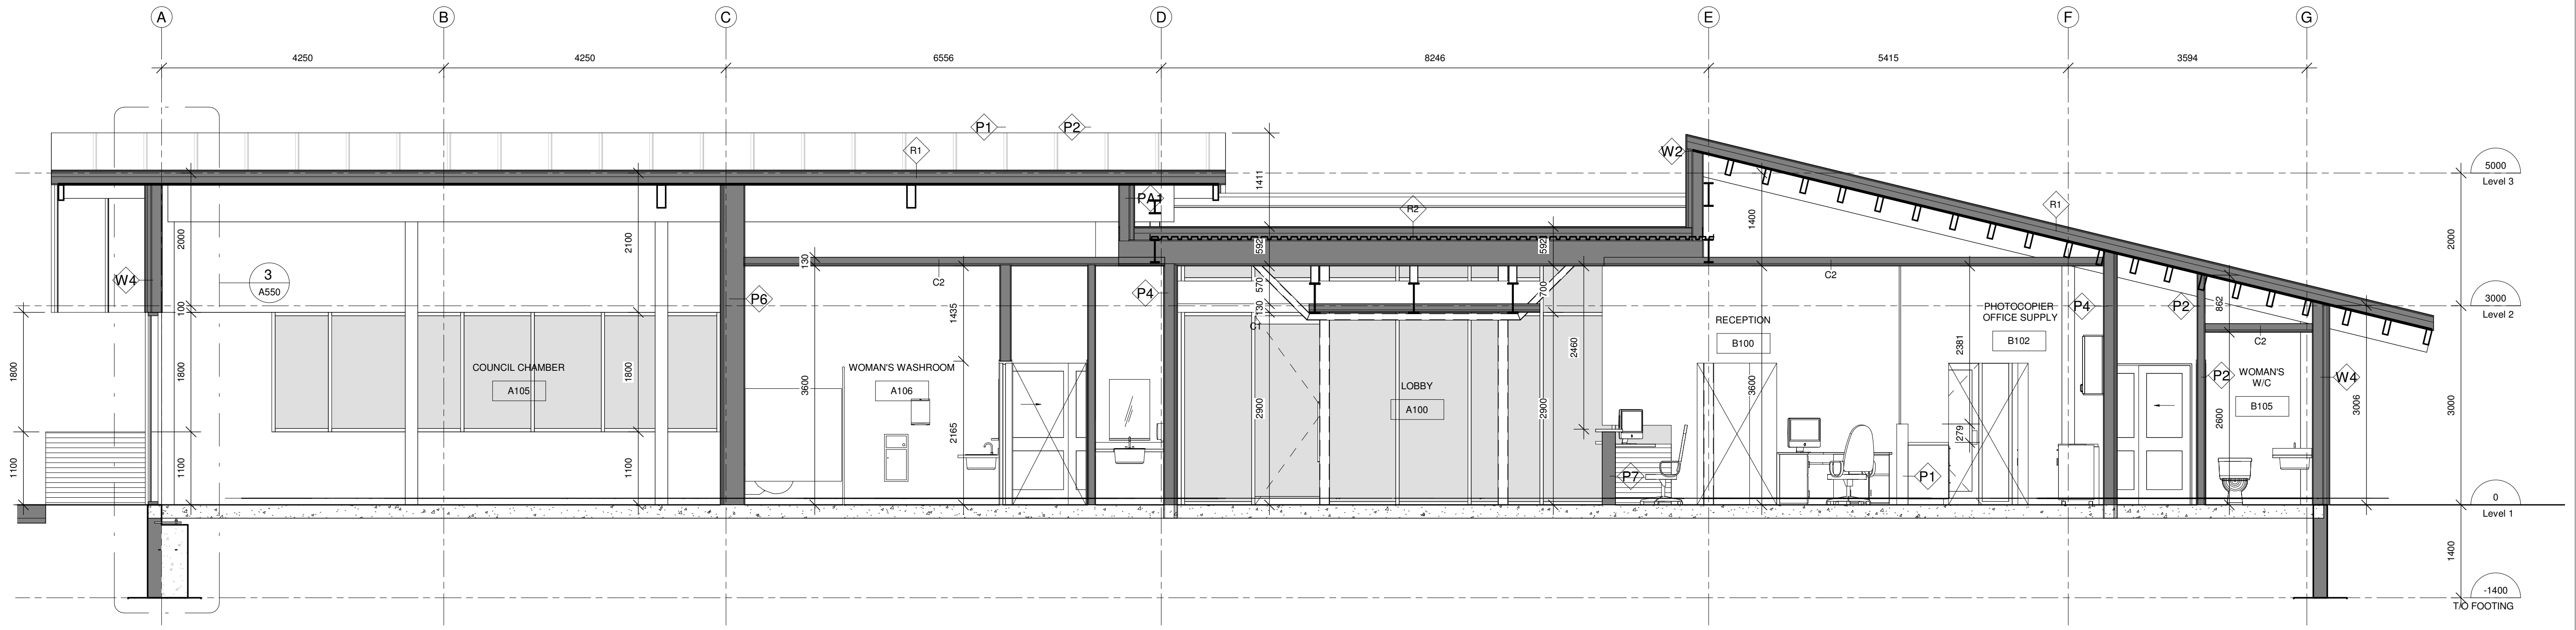 A
B
C
D
E
F
G
4250
4250
6556
8246
5415
3594
P1
P2
R1
PA1
1411
R2
W2
1400
R1
5000
Level 3
2000
2000
2100
130
592
592
W4
3
A550
100
P6
C2
1435
P4
570
130
C1
700
C2
P4
P2
862
3000
Level 2
1800
1800
1800
COUNCIL CHAMBER
A105
3600
WOMAN'S WASHROOM
A106
2165
2900
LOBBY
A100
2900
2460
RECEPTION
B100
3600
PHOTOCOPIER
OFFICE SUPPLY
B102
2381
279
C2
P2
WOMAN'S
W/C
B105
2600
W4
3006
3000
1100
1100
1100
P7
P1
0
Level 1
1400
-1400
T/O FOOTING